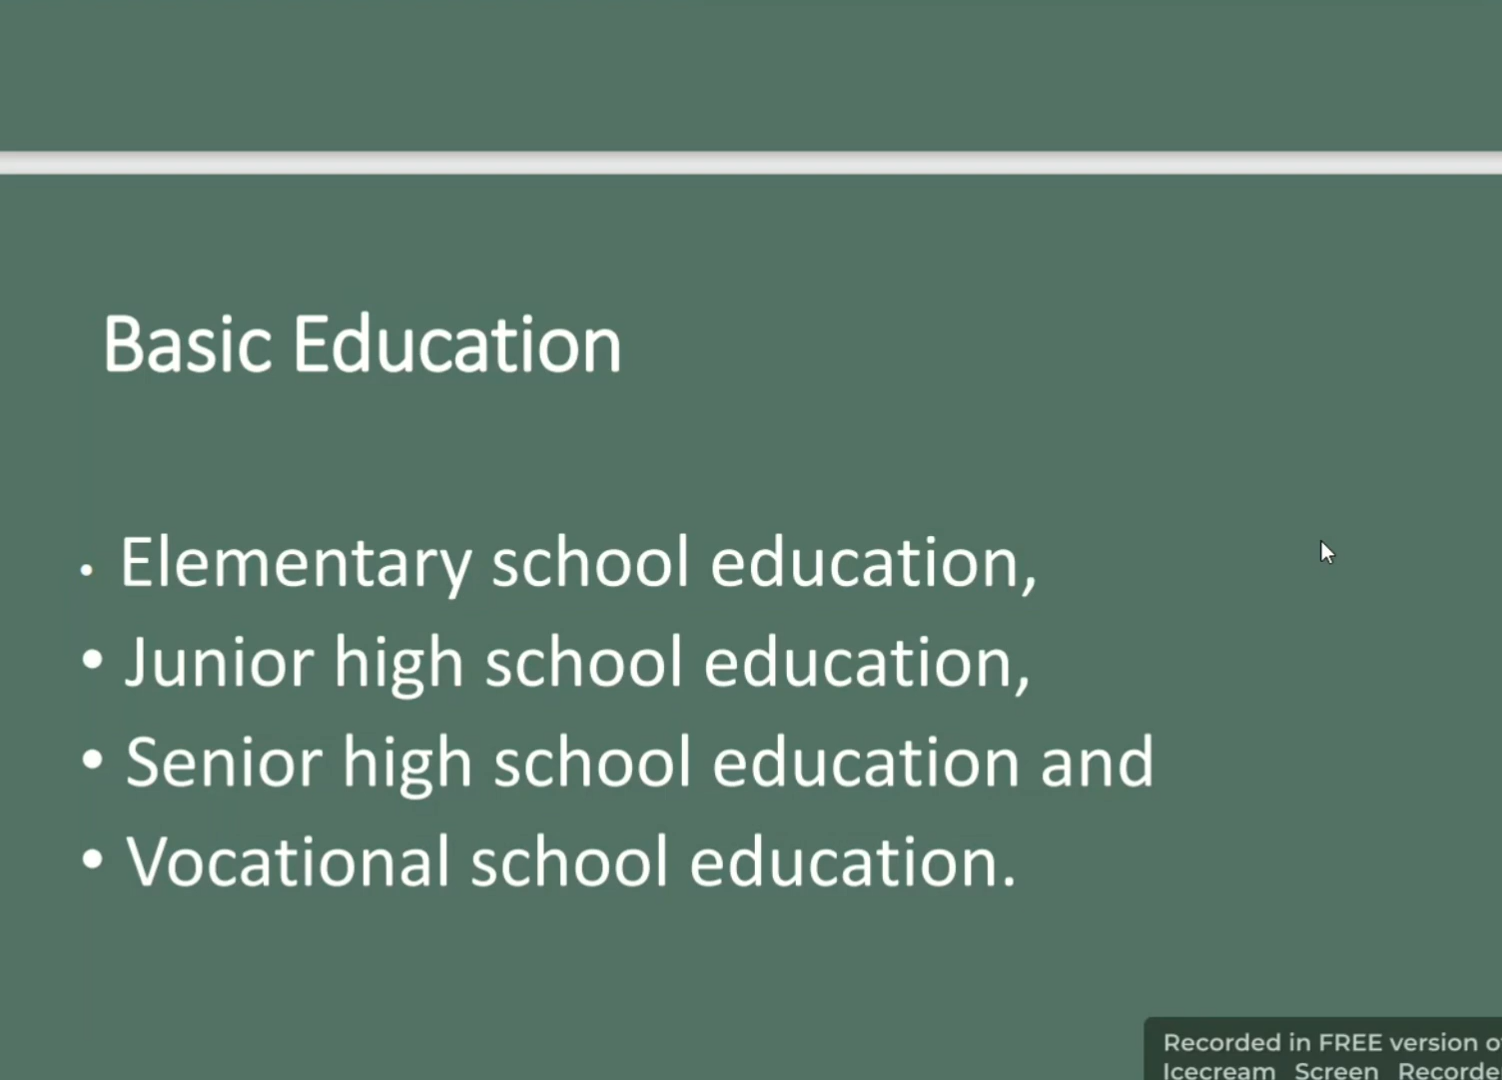 Basic Education
• Elementary school education,
• Junior high school education,
• Senior high school education and
• Vocational school education.
Recorded in FREE version
Icecream Screen